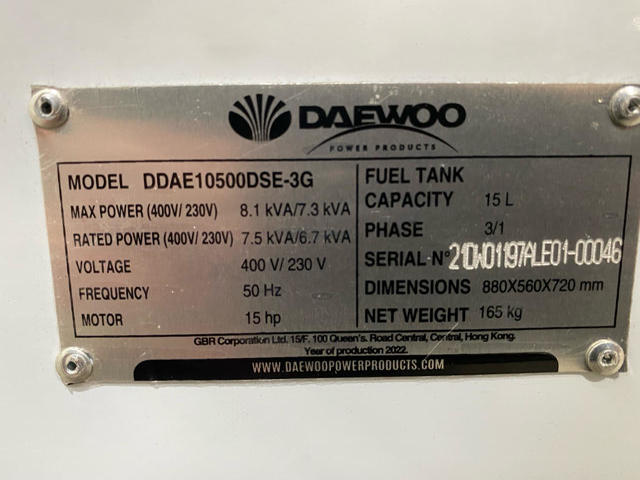 DAEWOO
POWER PRODUCTS
MODEL DDAE10500DSE-3G
MAX POWER (400V/ 230V) 8.1 kVA/7.3 kVA
RATED POWER (400V/ 230V) 7.5 kVA/6.7 kVA
VOLTAGE 400 V/ 230 V
FREQUENCY 50 Hz
MOTOR 15 hp
FUEL TANK
CAPACITY 15 L
PHASE 3/1
SERIAL N° 21DW01197ALE01-00046
DIMENSIONS 880X560X720 mm
NET WEIGHT 165 kg
GBR Corporation Ltd. 15/F. 100 Queen's. Road Central, Central, Hong Kong.
Year of production 2022.
WWW.DAEWOOPOWERPRODUCTS.COM